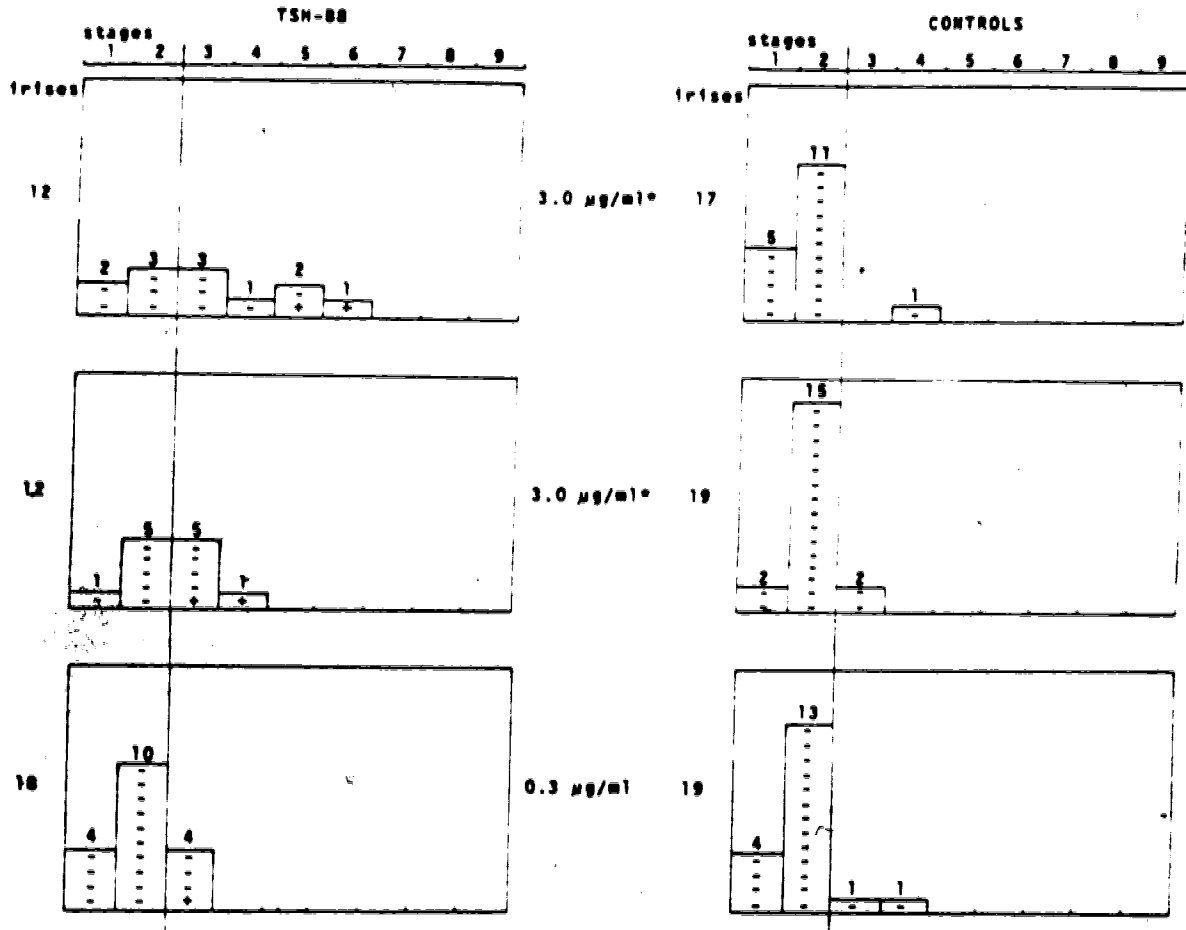 TSH-B8
CONTROLS
stages
1 2 3 4 5 6 7 8 9
stages
1 2 3 4 5 6 7 8 9
irises
irises
12
3.0 µg/ml*
17
2 3 3 1 2 1
- - - - - +
- - - + 
- -
5 11 1
12
3.0 µg/ml*
19
1 5 5 1
2 15 2
18
0.3 µg/ml
19
4 10 4
4 13 1 1